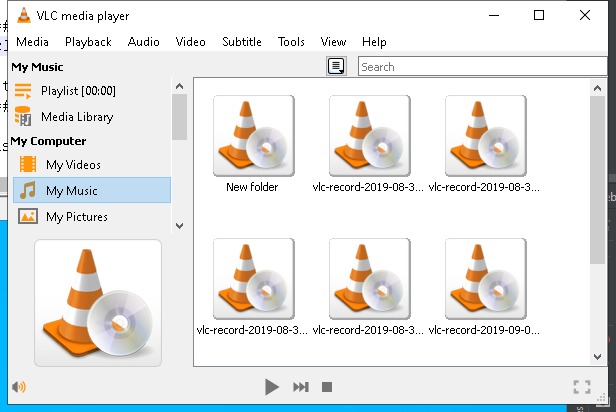 VLC media player
Media Playback Audio Video Subtitle Tools View Help
My Music
Search
Playlist [00:00]
Media Library
My Computer
My Videos
My Music
My Pictures
New folder
vlc-record-2019-08-3...
vlc-record-2019-08-3...
vlc-record-2019-08-3...
vlc-record-2019-08-3...
vlc-record-2019-09-0...